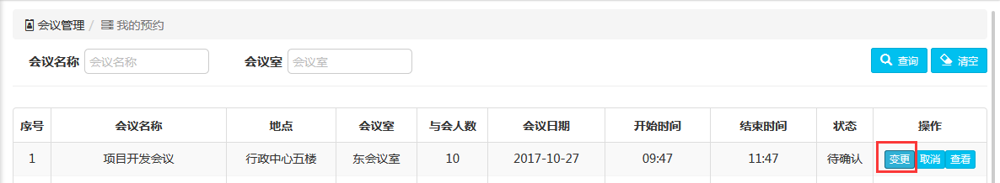 会议管理 / 我的预约
会议名称 会议名称 会议室 会议室 查询 清空
序号 会议名称 地点 会议室 与会人数 会议日期 开始时间 结束时间 状态 操作
1 项目开发会议 行政中心五楼 东会议室 10 2017-10-27 09:47 11:47 待确认 变更 取消 查看